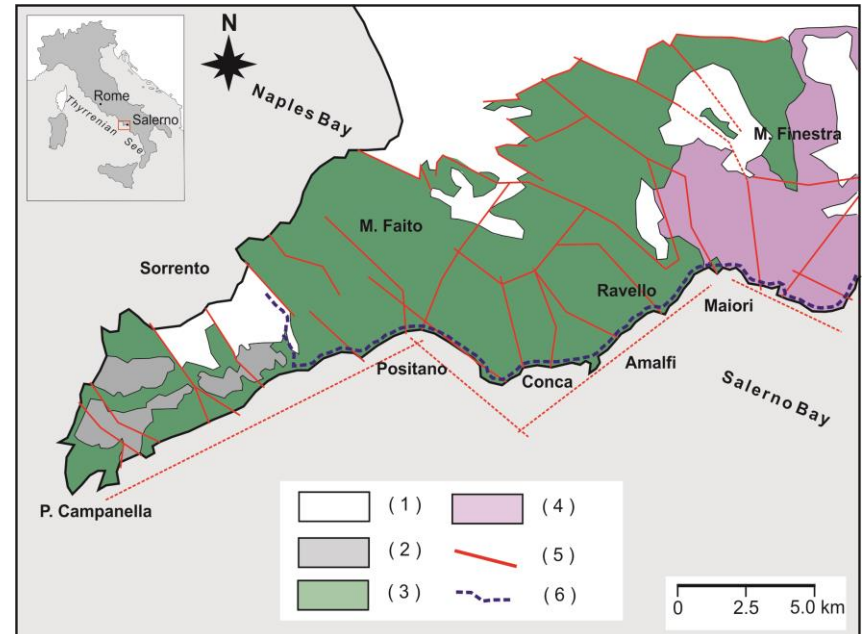 N
Rome
Salerno
Thyrrenian See
Naples Bay
M. Finestra
M. Faito
Sorrento
Ravello
Maiori
Positano
Conca
Amalfi
Salerno Bay
P. Campanella
( 1 )
( 2 )
( 3 )
( 4 )
( 5 )
( 6 )
0 2.5 5.0 km